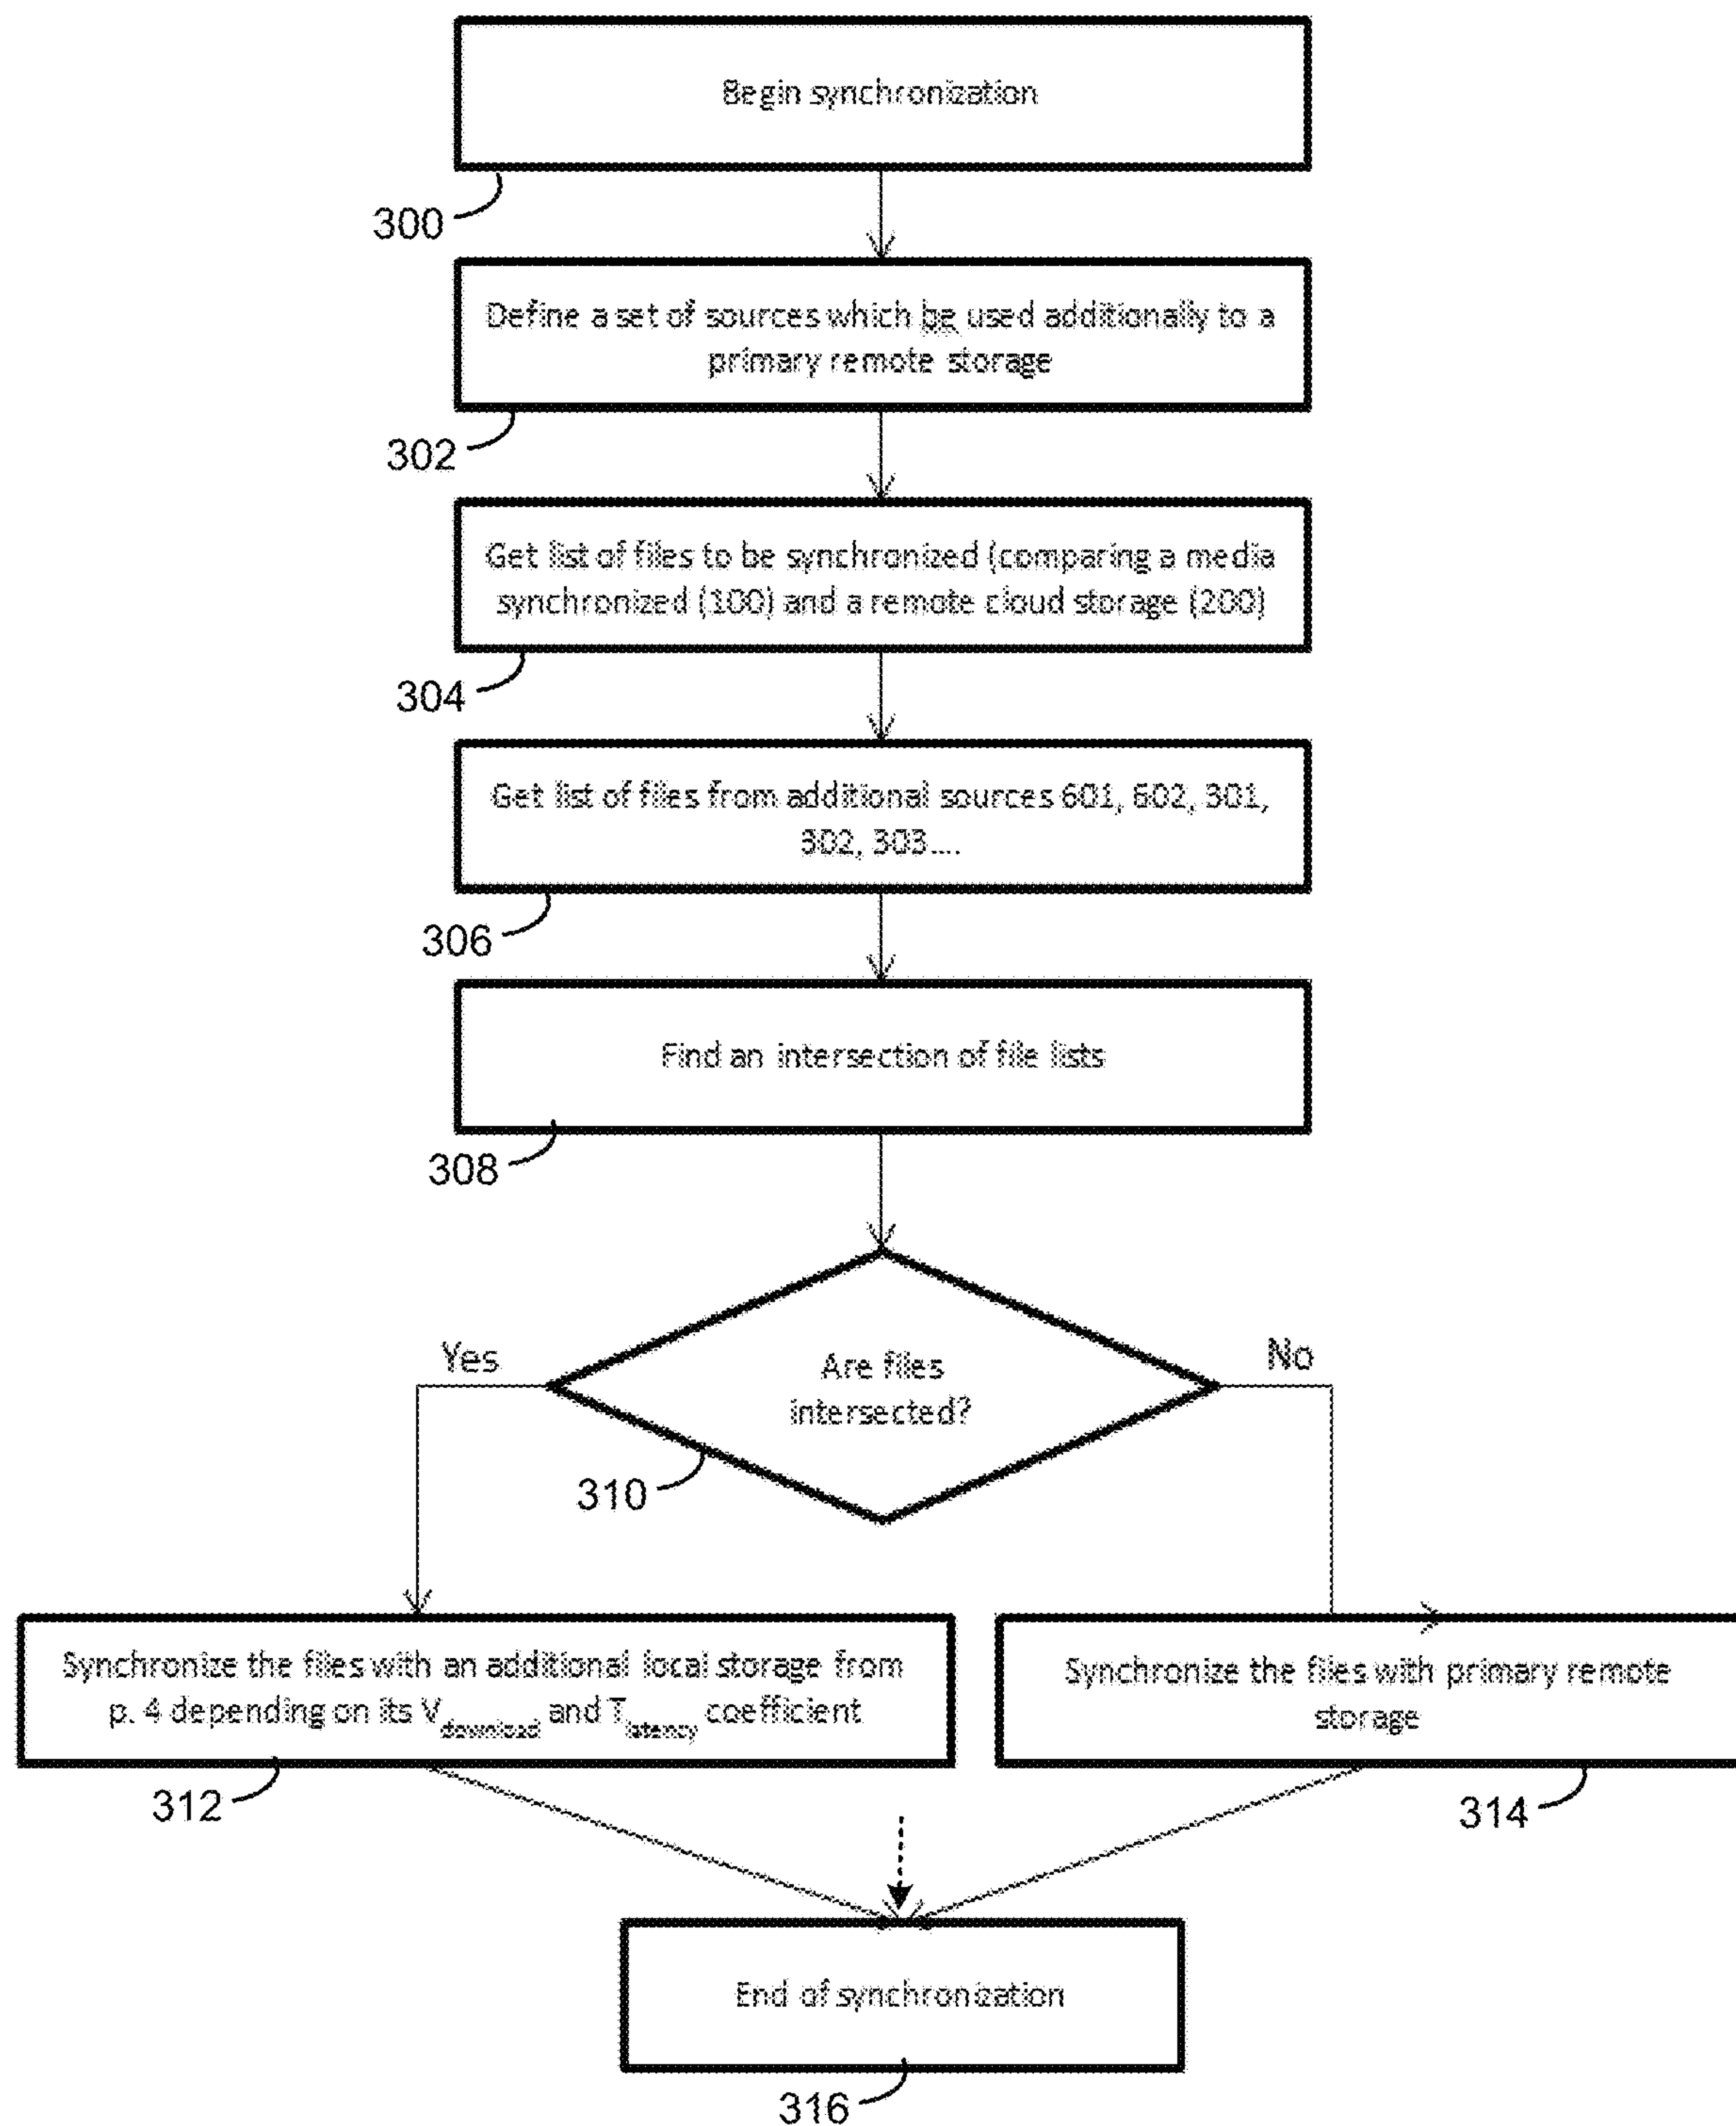 Begin synchronization
300
Define a set of sources which be used additionally to a
primary remote storage
302
Get list of files to be synchronized (comparing a media
synchronized (100) and a remote cloud storage (200)
304
Get list of files from additional sources 601, 602, 301,
302, 303....
306
Find an intersection of file lists
308
Are files
intersected?
Yes
No
310
Synchronize the files with an additional local storage from
p. 4 depending on its Vdownload and Tlatency coefficient
312
Synchronize the files with primary remote
storage
314
End of synchronization
316